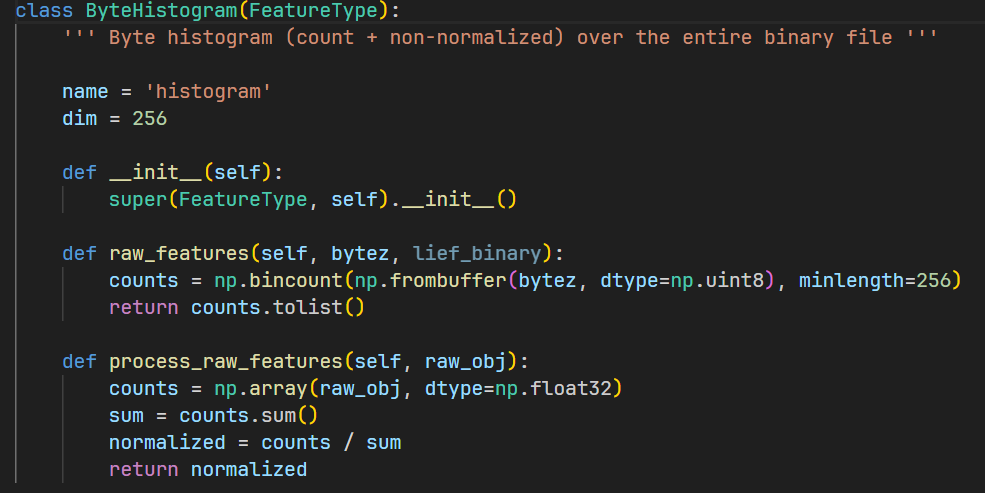 class ByteHistogram(FeatureType):
    ''' Byte histogram (count + non-normalized) over the entire binary file '''

    name = 'histogram'
    dim = 256

    def __init__(self):
        super(FeatureType, self).__init__()

    def raw_features(self, bytez, lief_binary):
        counts = np.bincount(np.frombuffer(bytez, dtype=np.uint8), minlength=256)
        return counts.tolist()

    def process_raw_features(self, raw_obj):
        counts = np.array(raw_obj, dtype=np.float32)
        sum = counts.sum()
        normalized = counts / sum
        return normalized